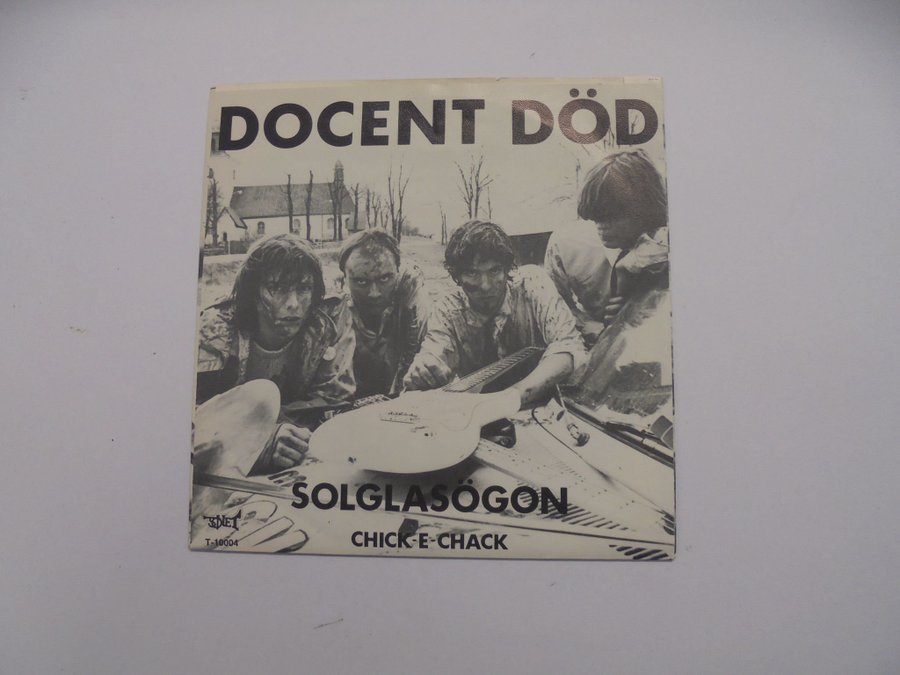 DOCENT DÖD
SOLGLASÖGON
CHICK-E-CHACK
T-10004